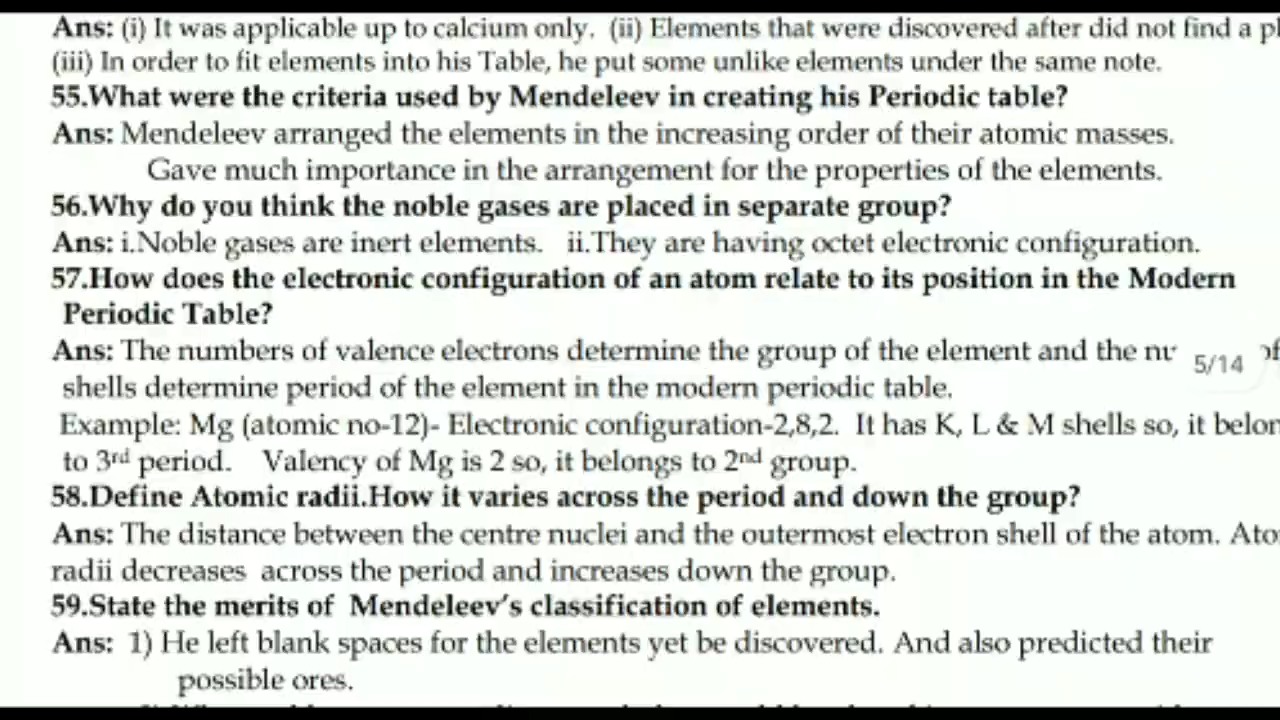 Ans: (i) It was applicable up to calcium only. (ii) Elements that were discovered after did not find a
(iii) In order to fit elements into his Table, he put some unlike elements under the same note.
55.What were the criteria used by Mendeleev in creating his Periodic table?
Ans: Mendeleev arranged the elements in the increasing order of their atomic masses.
Gave much importance in the arrangement for the properties of the elements.
56.Why do you think the noble gases are placed in separate group?
Ans: i.Noble gases are inert elements. ii.They are having octet electronic configuration.
57.How does the electronic configuration of an atom relate to its position in the Modern
Periodic Table?
Ans: The numbers of valence electrons determine the group of the element and the of
5/14
shells determine period of the element in the modern periodic table.
Example: Mg (atomic no-12)- Electronic configuration-2,8,2. It has K, L & M shells so, it
to 3rd period. Valency of Mg is 2 so, it belongs to 2nd group.
58.Define Atomic radii.How it varies across the period and down the group?
Ans: The distance between the centre nuclei and the outermost electron shell of the atom.
radii decreases across the period and increases down the group.
59.State the merits of Mendeleev's classification of elements.
Ans: 1) He left blank spaces for the elements yet be discovered. And also predicted their
possible ores.